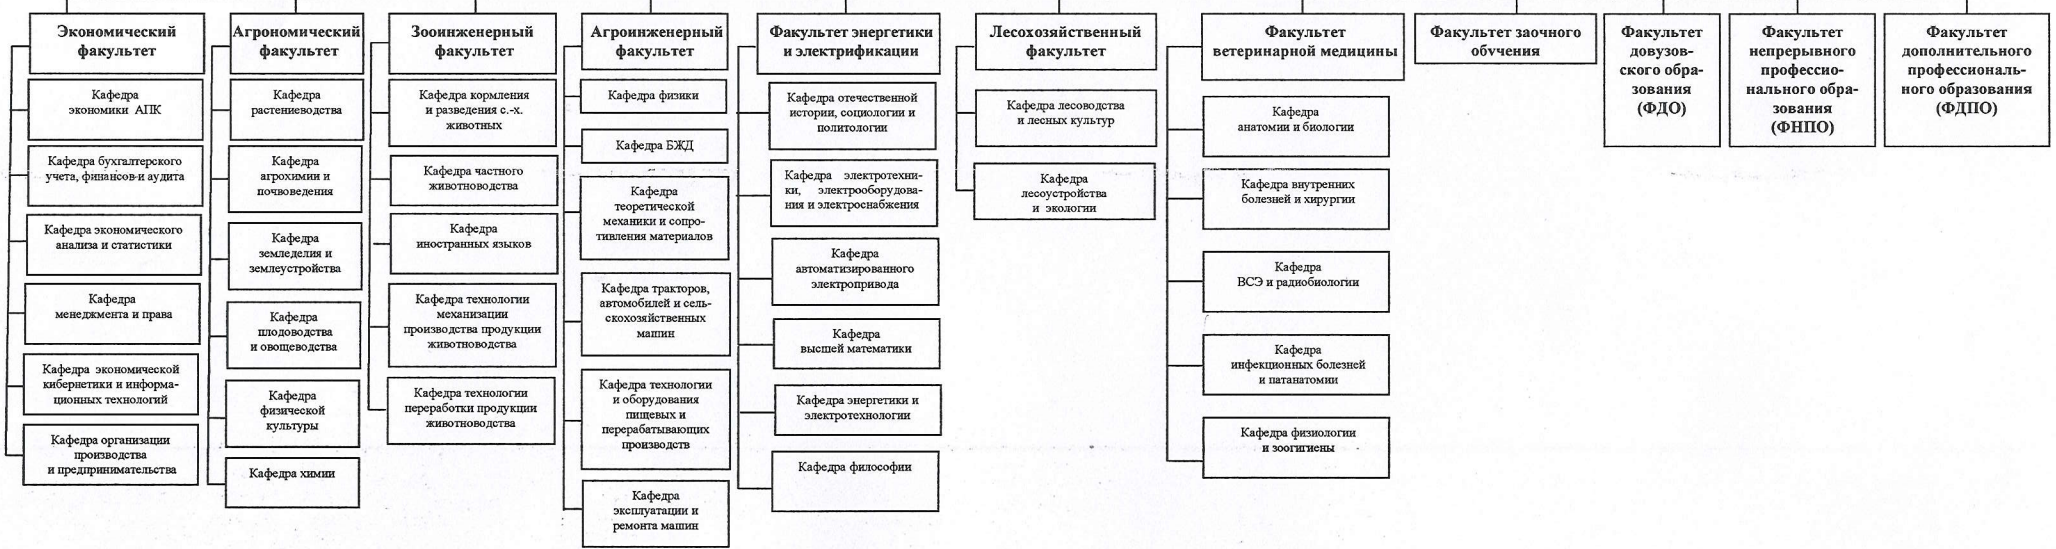 Экономический
факультет
Кафедра
экономики АПК
Кафедра бухгалтерского
учета, финансов и аудита
Кафедра экономического
анализа и статистики
Кафедра
менеджмента и права
Кафедра экономической
кибернетики и информа-
ционных технологий
Кафедра организации
производства
и предпринимательства
Агрономический
факультет
Кафедра
растениеводства
Кафедра
агрохимии и
почвоведения
Кафедра
земледелия и
землеустройства
Кафедра
плодоводства
и овощеводства
Кафедра
физической
культуры
Кафедра химии
Зооинженерный
факультет
Кафедра кормления
и разведения с.-х.
животных
Кафедра частного
животноводства
Кафедра
иностранных языков
Кафедра технологии
механизации
производства продукции
животноводства
Кафедра технологии
переработки продукции
животноводства
Агроинженерный
факультет
Кафедра физики
Кафедра БЖД
Кафедра
теоретической
механики и сопро-
тивления материалов
Кафедра тракторов,
автомобилей и сель-
скохозяйственных
машин
Кафедра технологии
и оборудования
пищевых и
перерабатывающих
производств
Кафедра
эксплуатации и
ремонта машин
Факультет энергетики
и электрификации
Кафедра отечественной
истории, социологии и
политологии
Кафедра электротехни-
ки, электрооборудова-
ния и электроснабжения
Кафедра
автоматизированного
электропривода
Кафедра
высшей математики
Кафедра энергетики и
электротехнологии
Кафедра философии
Лесохозяйственный
факультет
Кафедра лесоводства
и лесных культур
Кафедра
лесоустройства
и экологии
Факультет
ветеринарной медицины
Кафедра
анатомии и биологии
Кафедра внутренних
болезней и хирургии
Кафедра
ВСЭ и радиобиологии
Кафедра
инфекционных болезней
и патанатомии
Кафедра физиологии
и зоогигиены
Факультет заочного
обучения
Факультет
довузов-
ского обра-
зования
(ФДО)
Факультет
непрерывного
профессио-
нального обра-
зования
(ФНПО)
Факультет
дополнительного
профессиональ-
ного образования
(ФДПО)